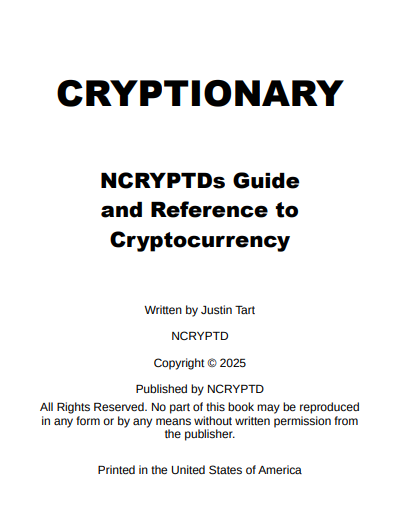 CRYPTIONARY
NCRYPTDs Guide
and Reference to
Cryptocurrency
Written by Justin Tart
NCRYPTD
Copyright © 2025
Published by NCRYPTD
All Rights Reserved. No part of this book may be reproduced
in any form or by any means without written permission from
the publisher.
Printed in the United States of America